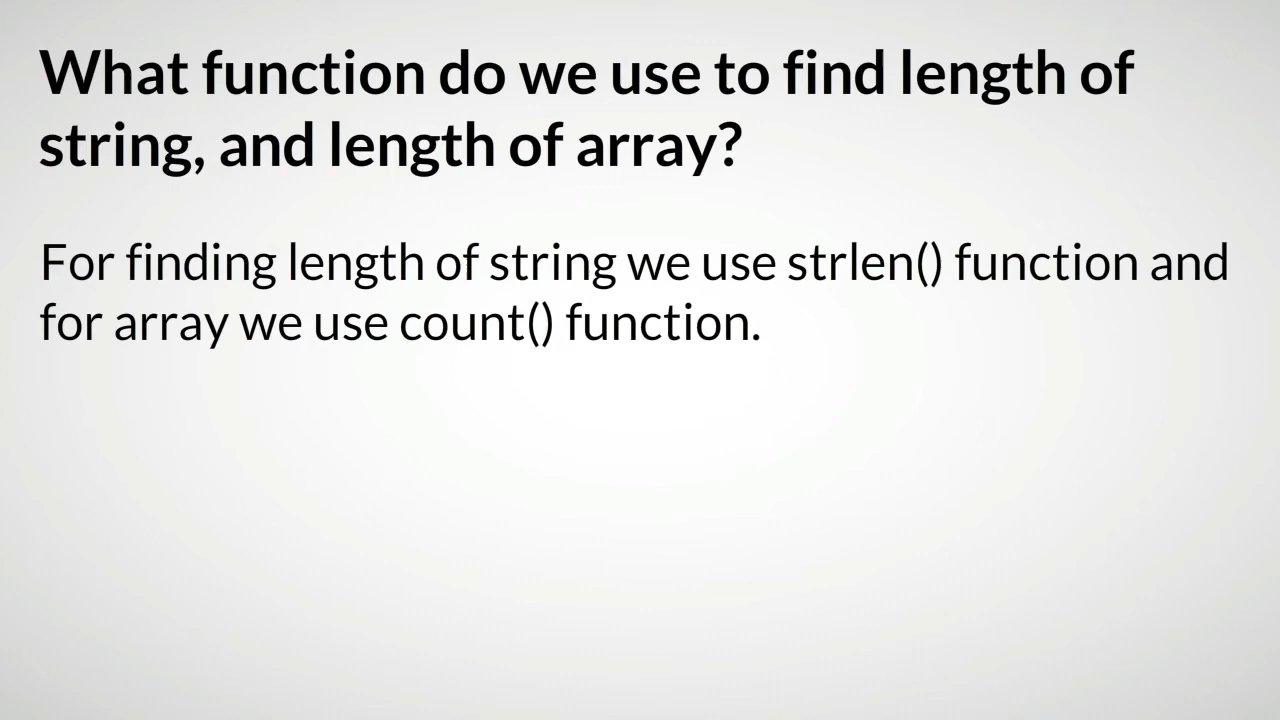 What function do we use to find length of
string, and length of array?
For finding length of string we use strlen() function and
for array we use count() function.